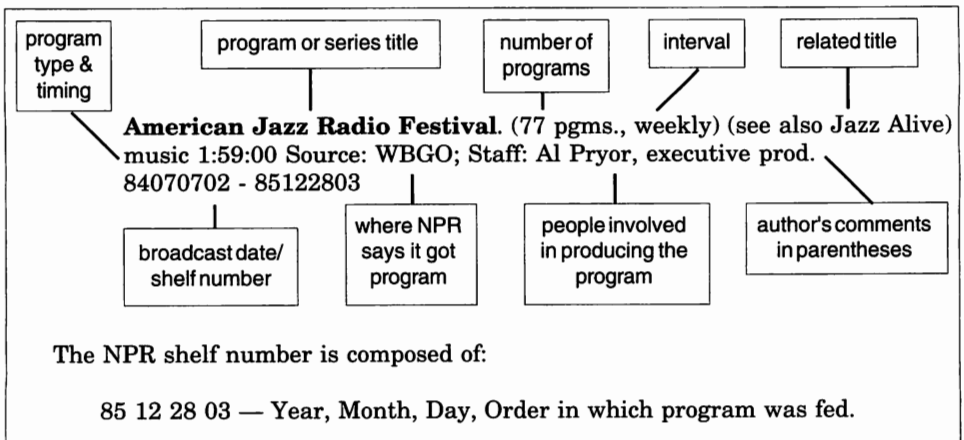 program
type &
timing
program or series title
number of
programs
interval
related title
American Jazz Radio Festival. (77 pgms., weekly) (see also Jazz Alive)
music 1:59:00 Source: WBGO; Staff: Al Pryor, executive prod.
84070702 - 85122803
broadcast date/
shelf number
where NPR
says it got
program
people involved
in producing the
program
author's comments
in parentheses
The NPR shelf number is composed of:
85 12 28 03 — Year, Month, Day, Order in which program was fed.